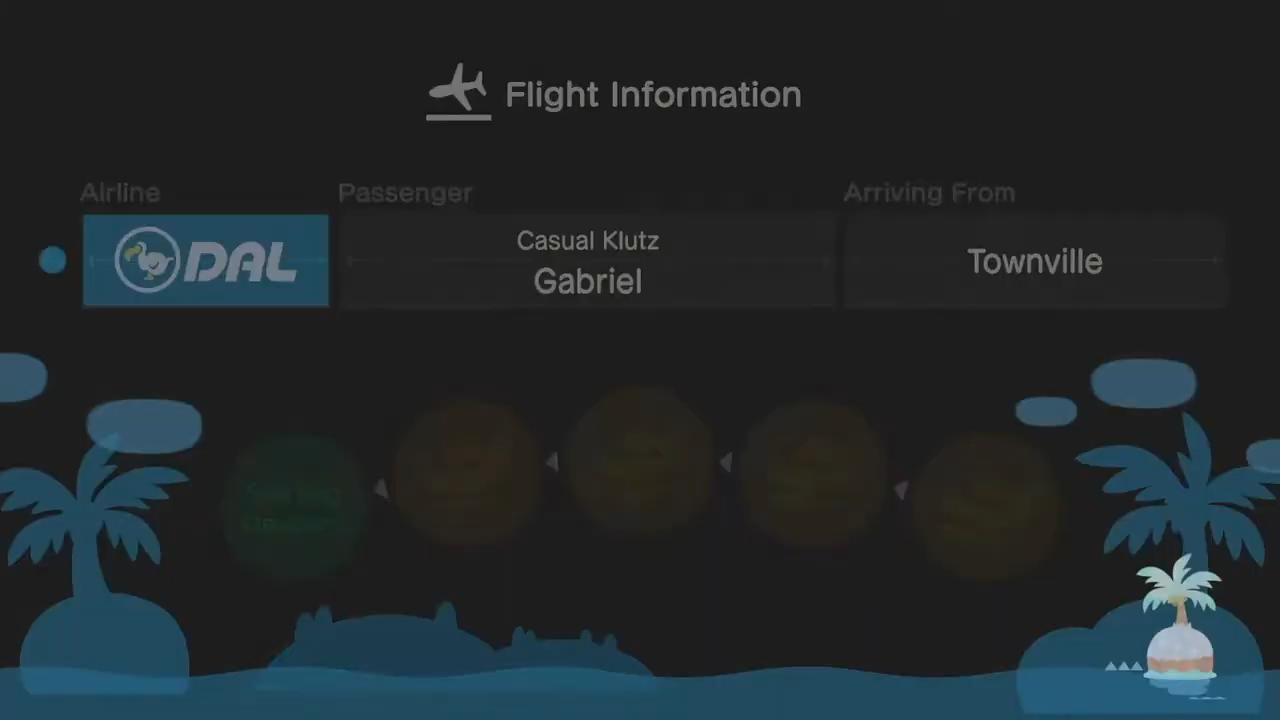 Flight Information
Airline
Passenger
Arriving From
DAL
Casual Klutz
Gabriel
Townville